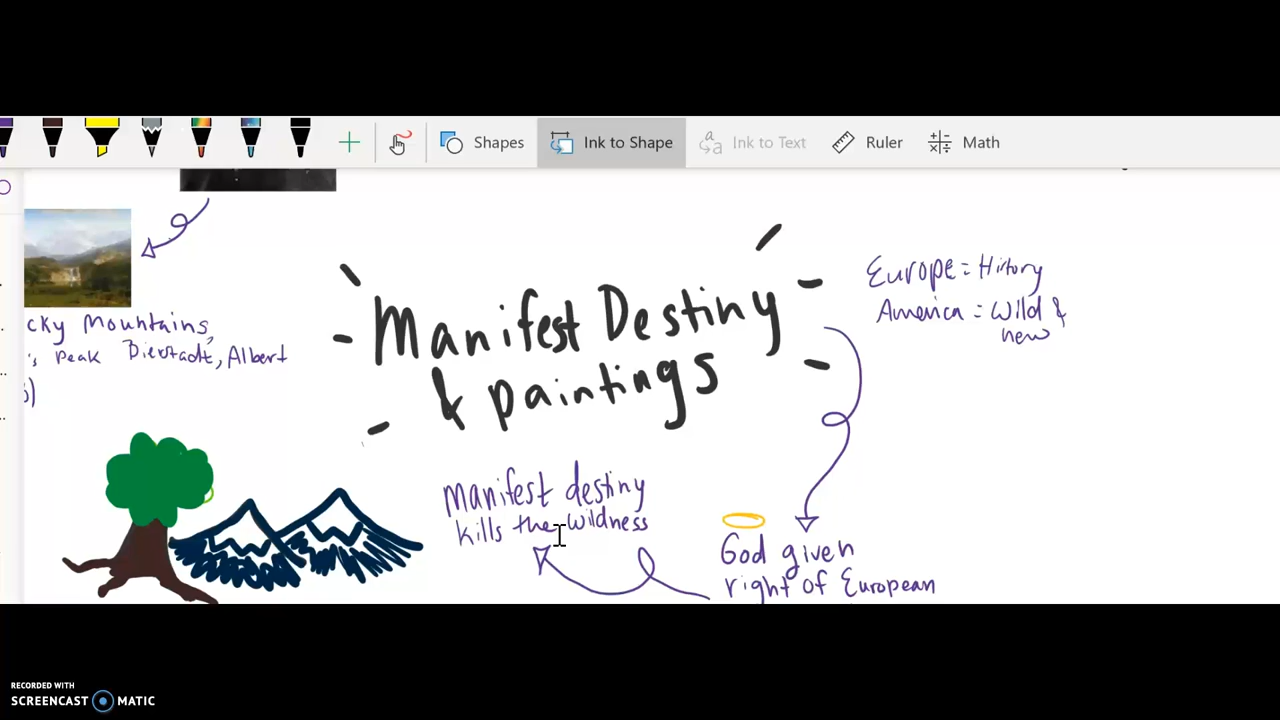 Shapes
Ink to Shape
Ink to Text
Ruler
Math
Manifest Destiny
& paintings
Europe = History
America = Wild &
new
cky Mountains,
's Peak Bierstadt, Albert
)
manifest destiny
kills the wildness
God given
right of European
RECORDED WITH
SCREENCAST MATIC